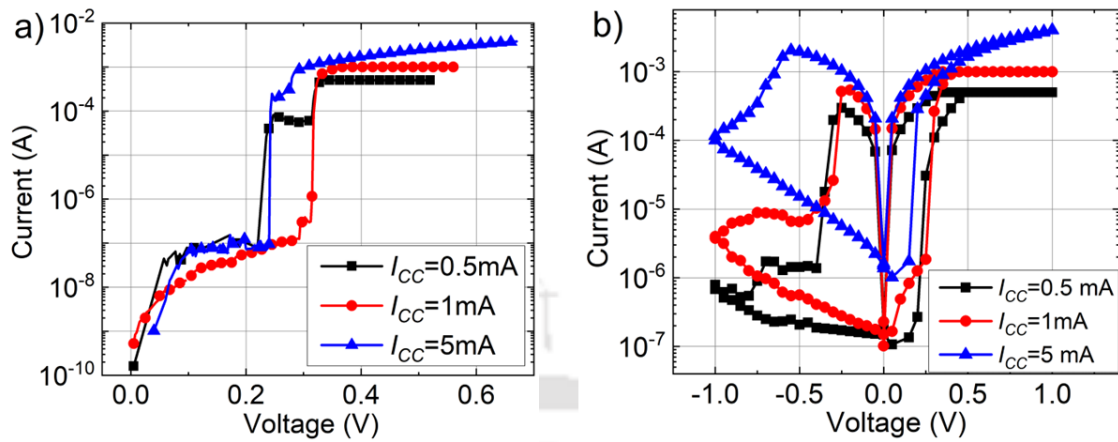 a)
10⁻²
10⁻⁴
10⁻⁶
10⁻⁸
10⁻¹⁰
Current (A)
0.0 0.2 0.4 0.6
Voltage (V)
I_CC=0.5mA
I_CC=1mA
I_CC=5mA
b)
10⁻³
10⁻⁴
10⁻⁵
10⁻⁶
10⁻⁷
Current (A)
-1.0 -0.5 0.0 0.5 1.0
Voltage (V)
I_CC=0.5 mA
I_CC=1mA
I_CC=5 mA